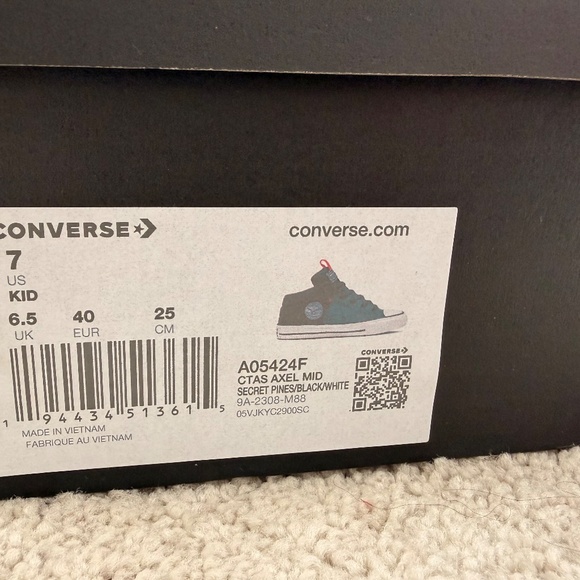 CONVERSE
converse.com
7
US
KID
6.5 40 25
UK EUR CM
A05424F
CTAS AXEL MID
SECRET PINES/BLACK/WHITE
9A-2308-M88
05VJKYC2900SC
CONVERSE
1 94434 51361 5
MADE IN VIETNAM
FABRIQUE AU VIETNAM